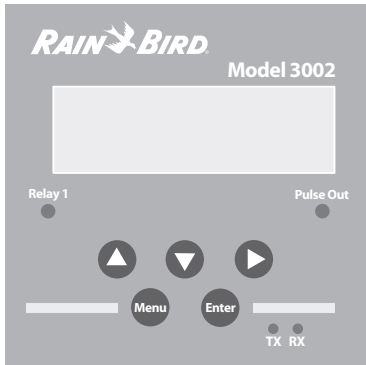 RAIN BIRD
Model 3002
Relay 1 Pulse Out
Menu Enter
TX RX